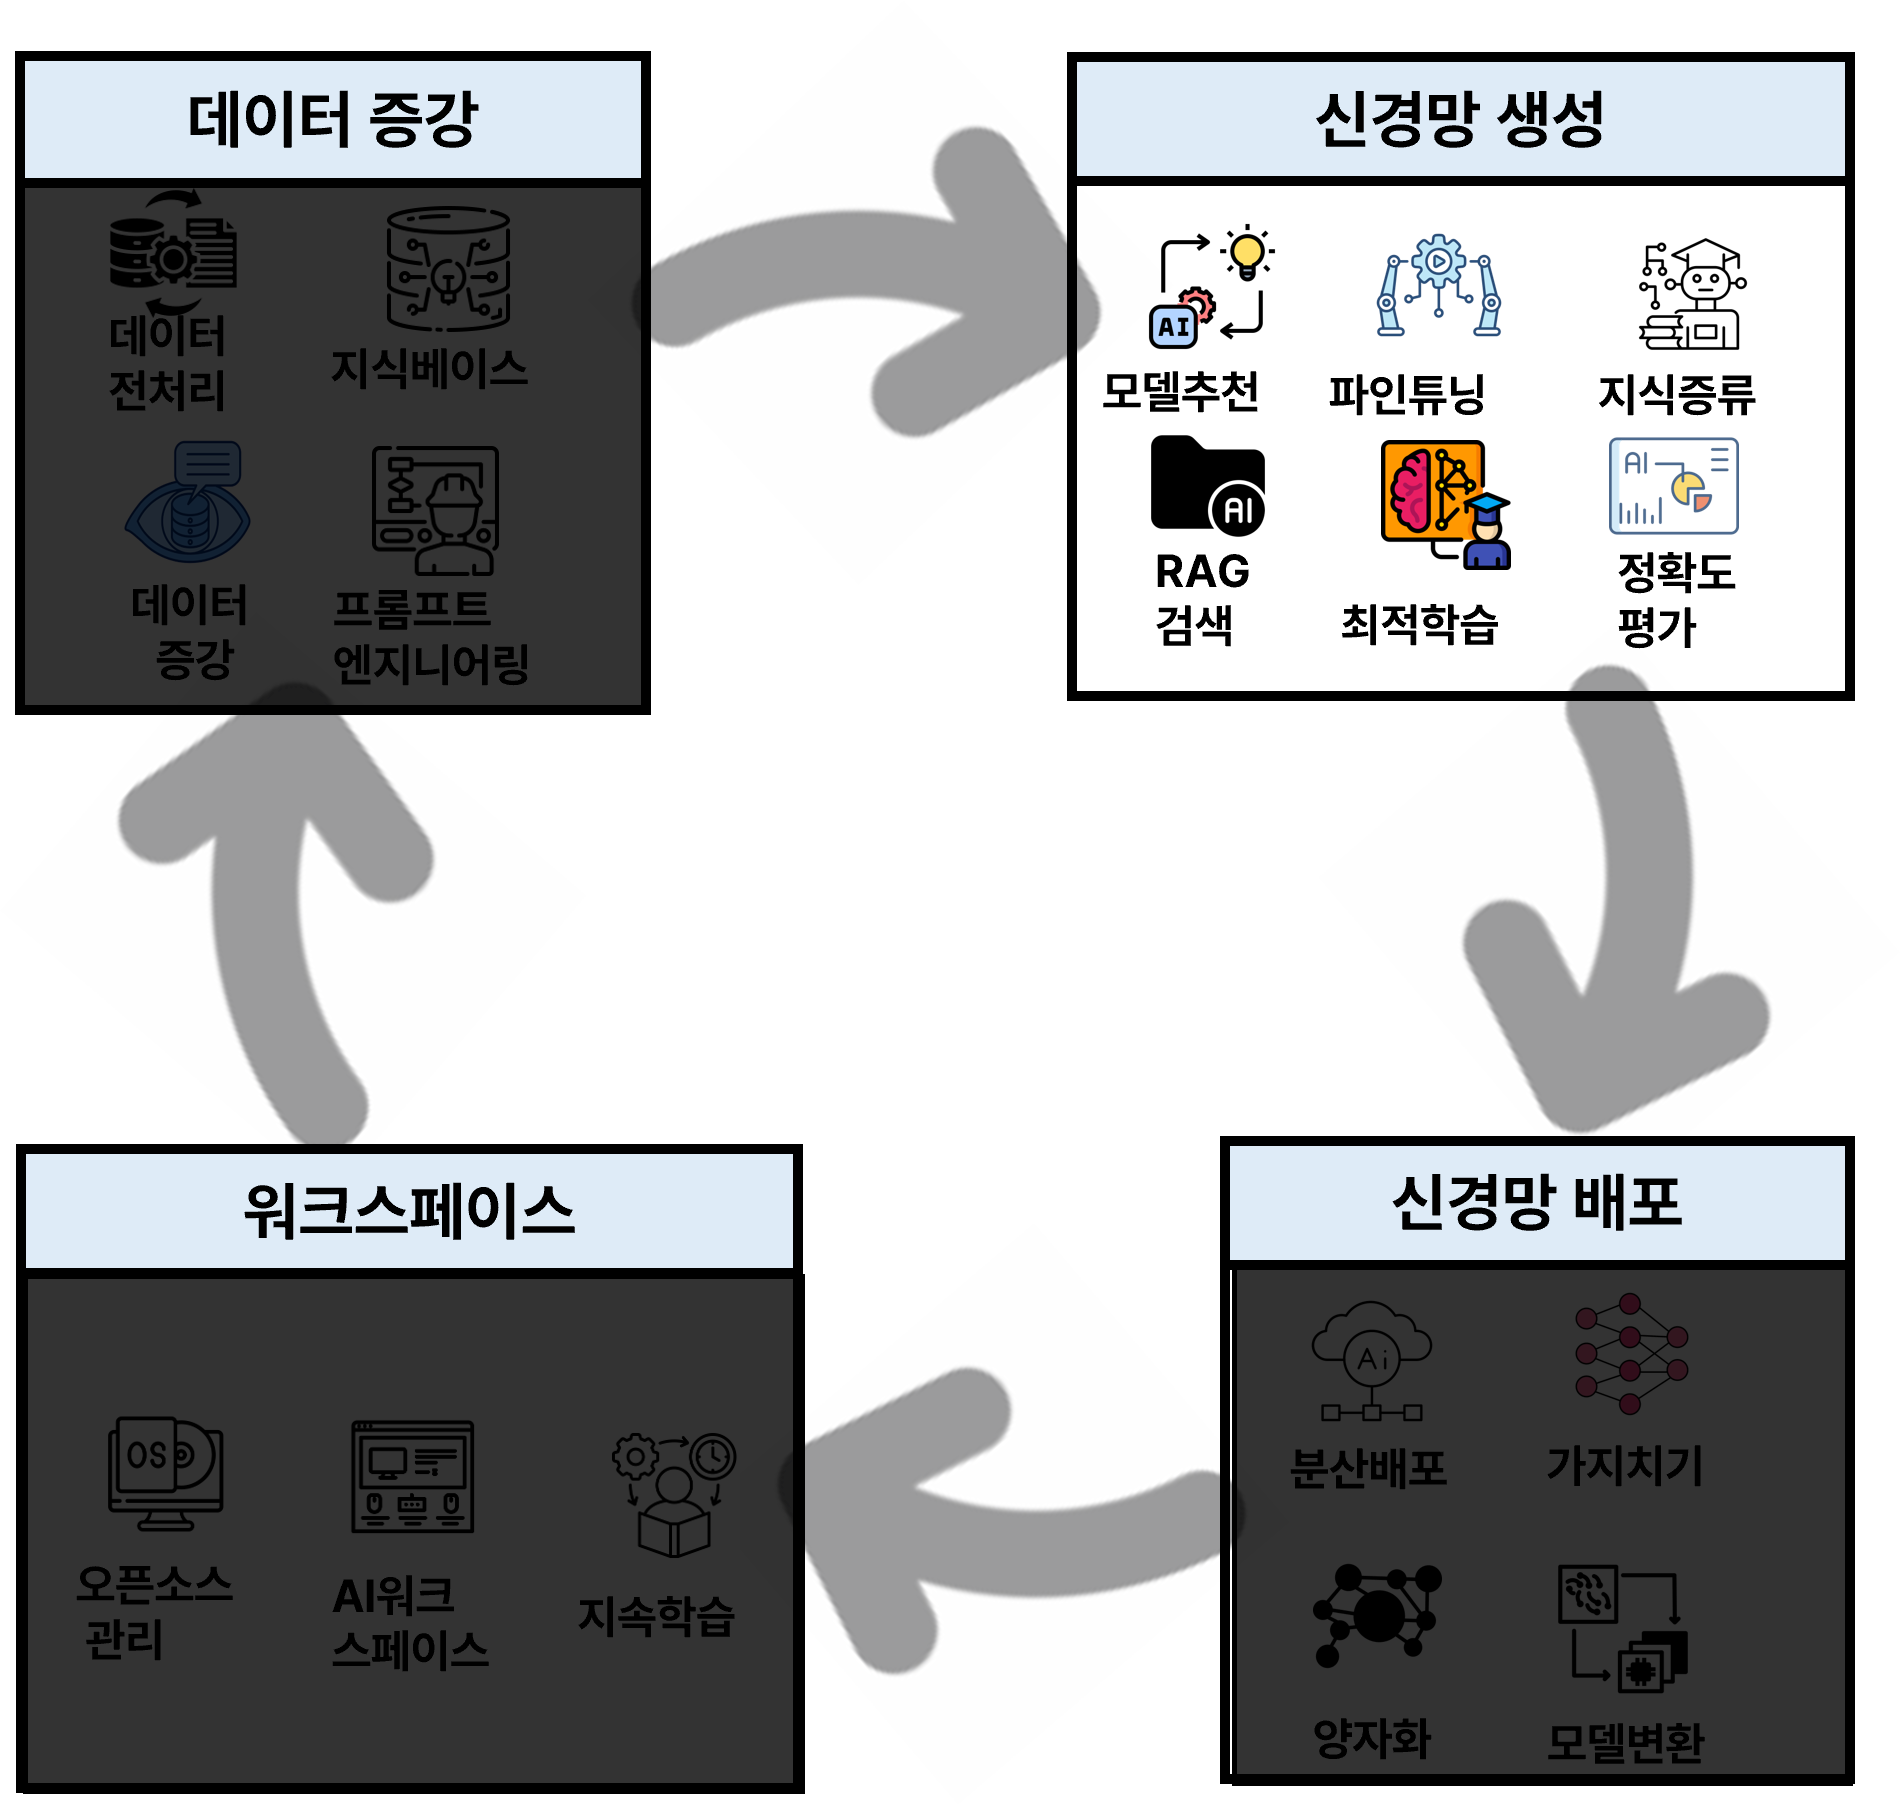 데이터 증강
데이터
전처리
지식베이스
데이터
증강
프롬프트
엔지니어링
신경망 생성
AI
모델추천
파인튜닝
지식증류
AI
RAG
검색
최적학습
AI
정확도
평가
워크스페이스
OS
오픈소스
관리
AI워크
스페이스
지속학습
신경망 배포
Ai
분산배포
가지치기
양자화
모델변환